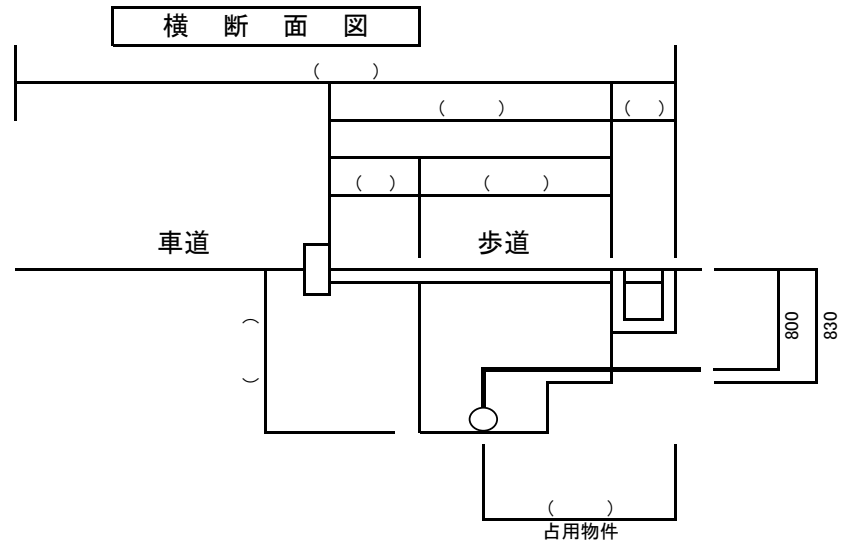 横 断 面 図
(      )
(      ) (  )
(  ) (      )
車道 歩道
(      )
800
830
(      )
占用物件